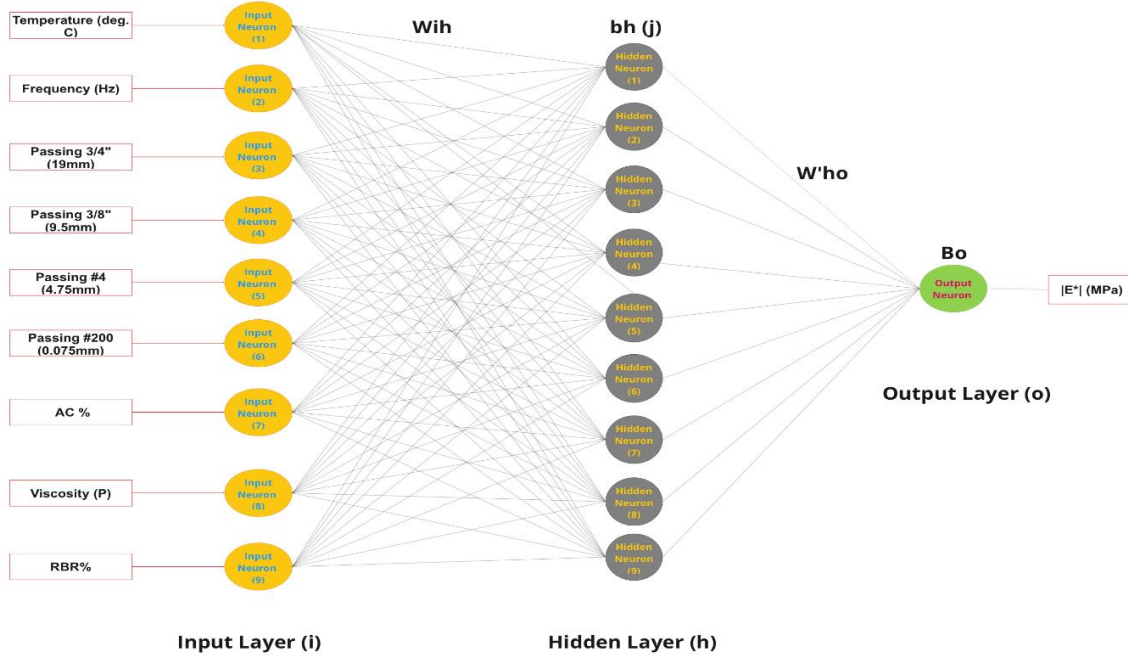 Temperature (deg.
C)
Frequency (Hz)
Passing 3/4"
(19mm)
Passing 3/8"
(9.5mm)
Passing #4
(4.75mm)
Passing #200
(0.075mm)
AC %
Viscosity (P)
RBR%
Input
Neuron
(1)
Input
Neuron
(2)
Input
Neuron
(3)
Input
Neuron
(4)
Input
Neuron
(5)
Input
Neuron
(6)
Input
Neuron
(7)
Input
Neuron
(8)
Input
Neuron
(9)
Input Layer (i)
Wih
bh (j)
Hidden
Neuron
(1)
Hidden
Neuron
(2)
Hidden
Neuron
(3)
Hidden
Neuron
(4)
Hidden
Neuron
(5)
Hidden
Neuron
(6)
Hidden
Neuron
(7)
Hidden
Neuron
(8)
Hidden
Neuron
(9)
Hidden Layer (h)
W'ho
Bo
Output
Neuron
Output Layer (o)
|E*| (MPa)